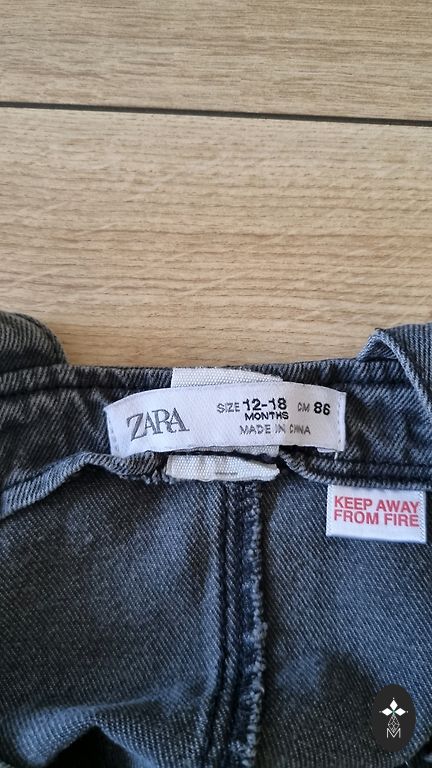 ZARA
SIZE 12-18 MONTHS CM 86
MADE IN CHINA
KEEP AWAY
FROM FIRE